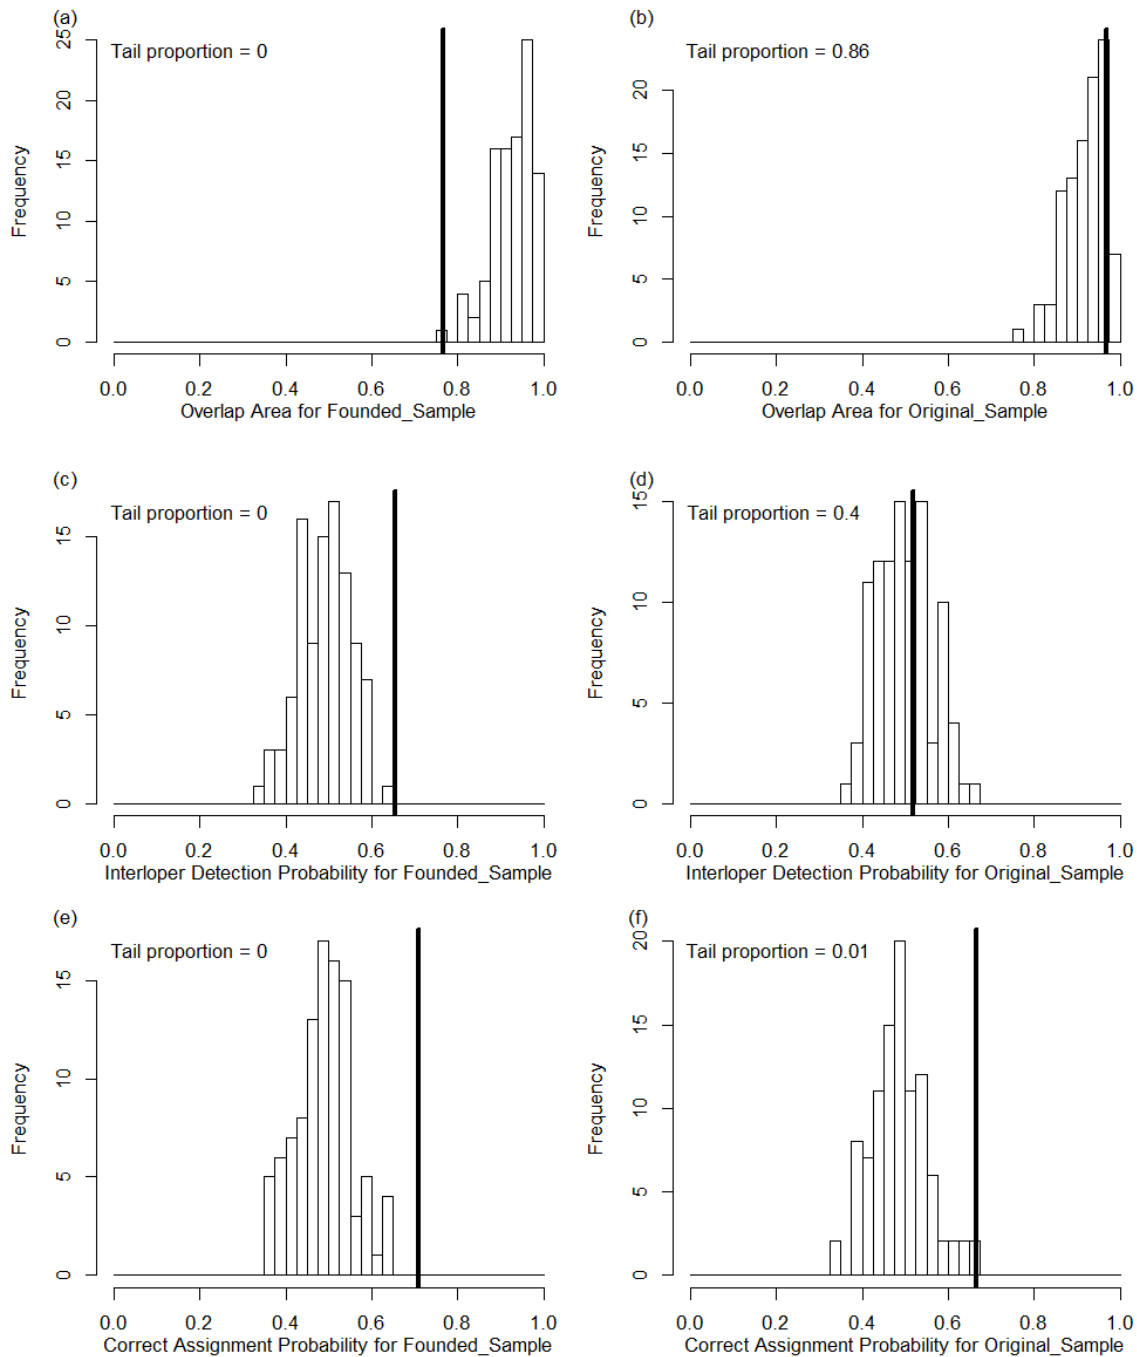 (a)
Tail proportion = 0
Frequency
0 5 10 15 20 25
0.0 0.2 0.4 0.6 0.8 1.0
Overlap Area for Founded_Sample
(b)
Tail proportion = 0.86
Frequency
0 5 10 15 20
0.0 0.2 0.4 0.6 0.8 1.0
Overlap Area for Original_Sample
(c)
Tail proportion = 0
Frequency
0 5 10 15
0.0 0.2 0.4 0.6 0.8 1.0
Interloper Detection Probability for Founded_Sample
(d)
Tail proportion = 0.4
Frequency
0 5 10 15
0.0 0.2 0.4 0.6 0.8 1.0
Interloper Detection Probability for Original_Sample
(e)
Tail proportion = 0
Frequency
0 5 10 15
0.0 0.2 0.4 0.6 0.8 1.0
Correct Assignment Probability for Founded_Sample
(f)
Tail proportion = 0.01
Frequency
0 5 10 15 20
0.0 0.2 0.4 0.6 0.8 1.0
Correct Assignment Probability for Original_Sample